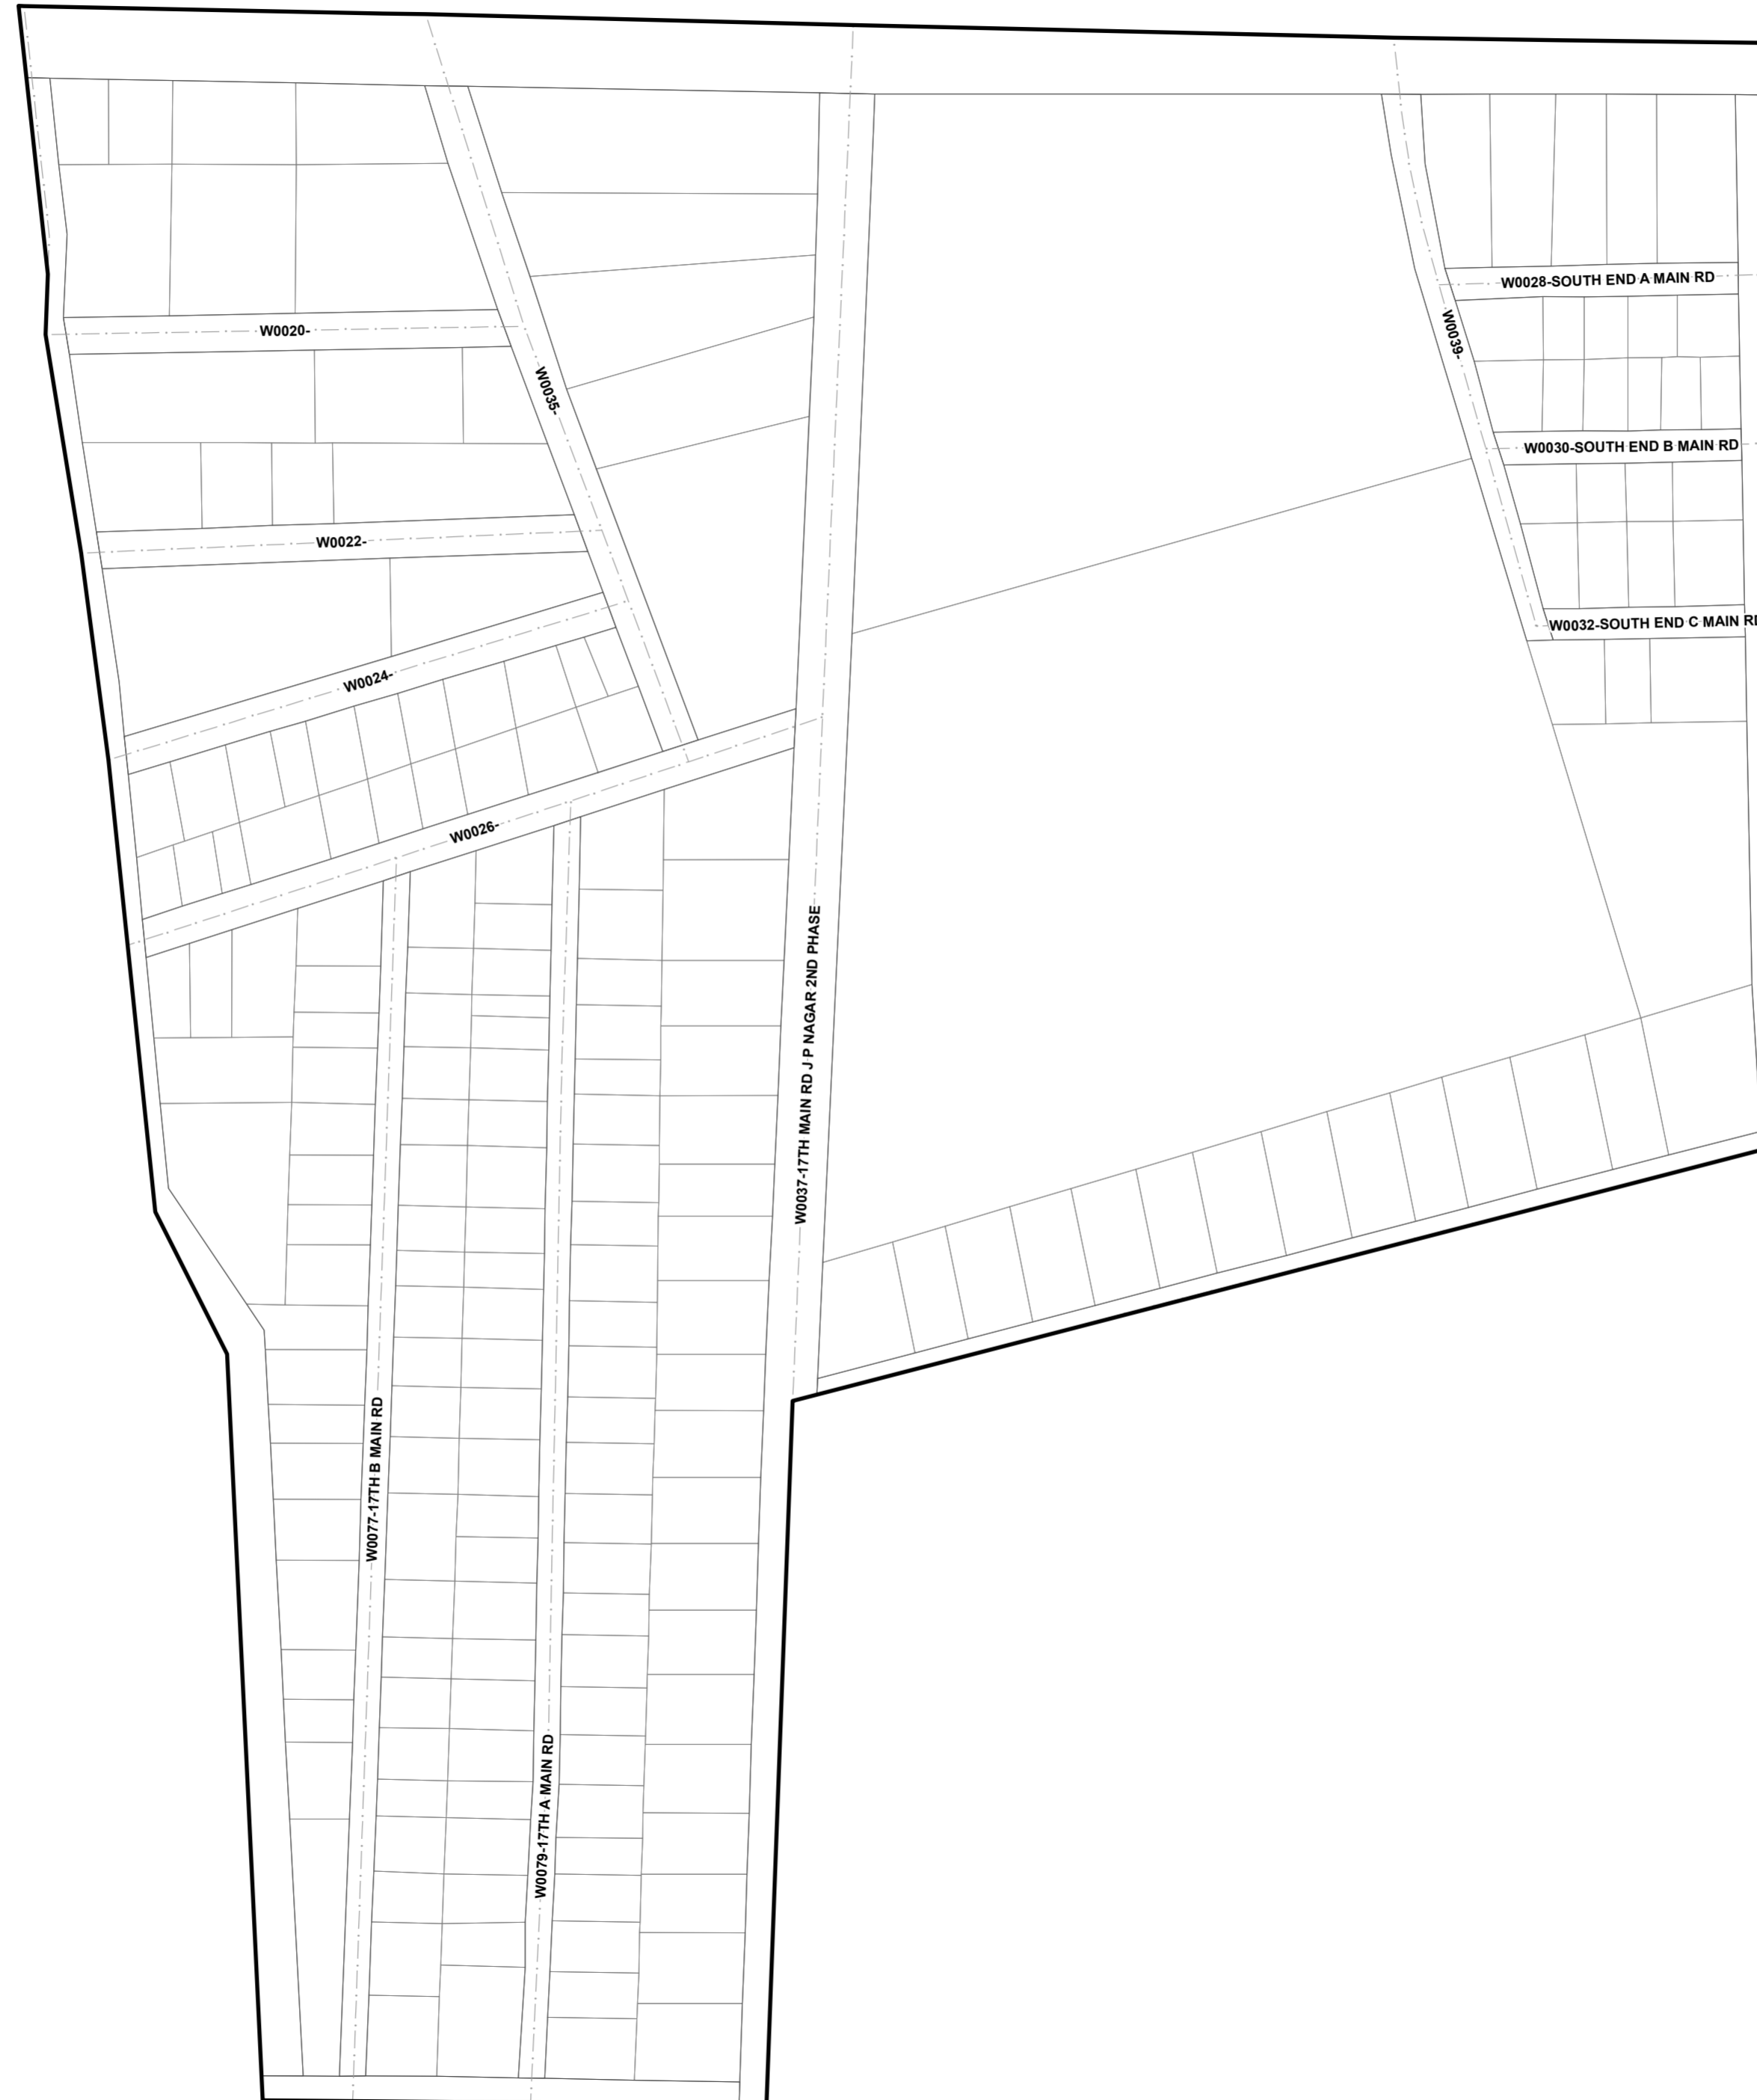 W0028-SOUTH END A MAIN RD
W0020-
W0039-
W0035-
W0030-SOUTH END B MAIN RD
W0022-
W0032-SOUTH END C MAIN RD
W0024-
W0026-
W0037-17TH MAIN RD J P NAGAR 2ND PHASE
W0077-17TH B MAIN RD
W0079-17TH A MAIN RD